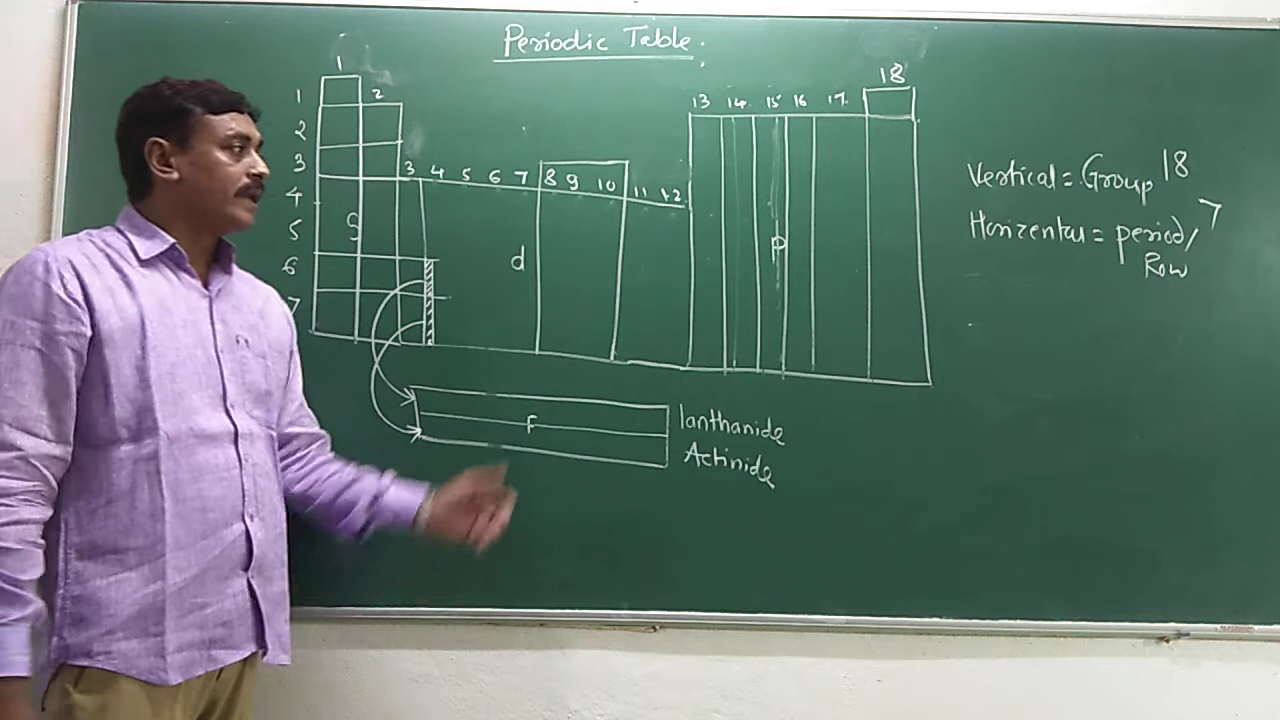 Periodic Table.
1
18
1 2
13 14 15 16 17
2
3
3 4 5 6 7 8 9 10 11 12
4
5
6
7
S
d
p
F
Vertical = Group 18
Horizental = period/ 7
Row
lanthanide
Actinide